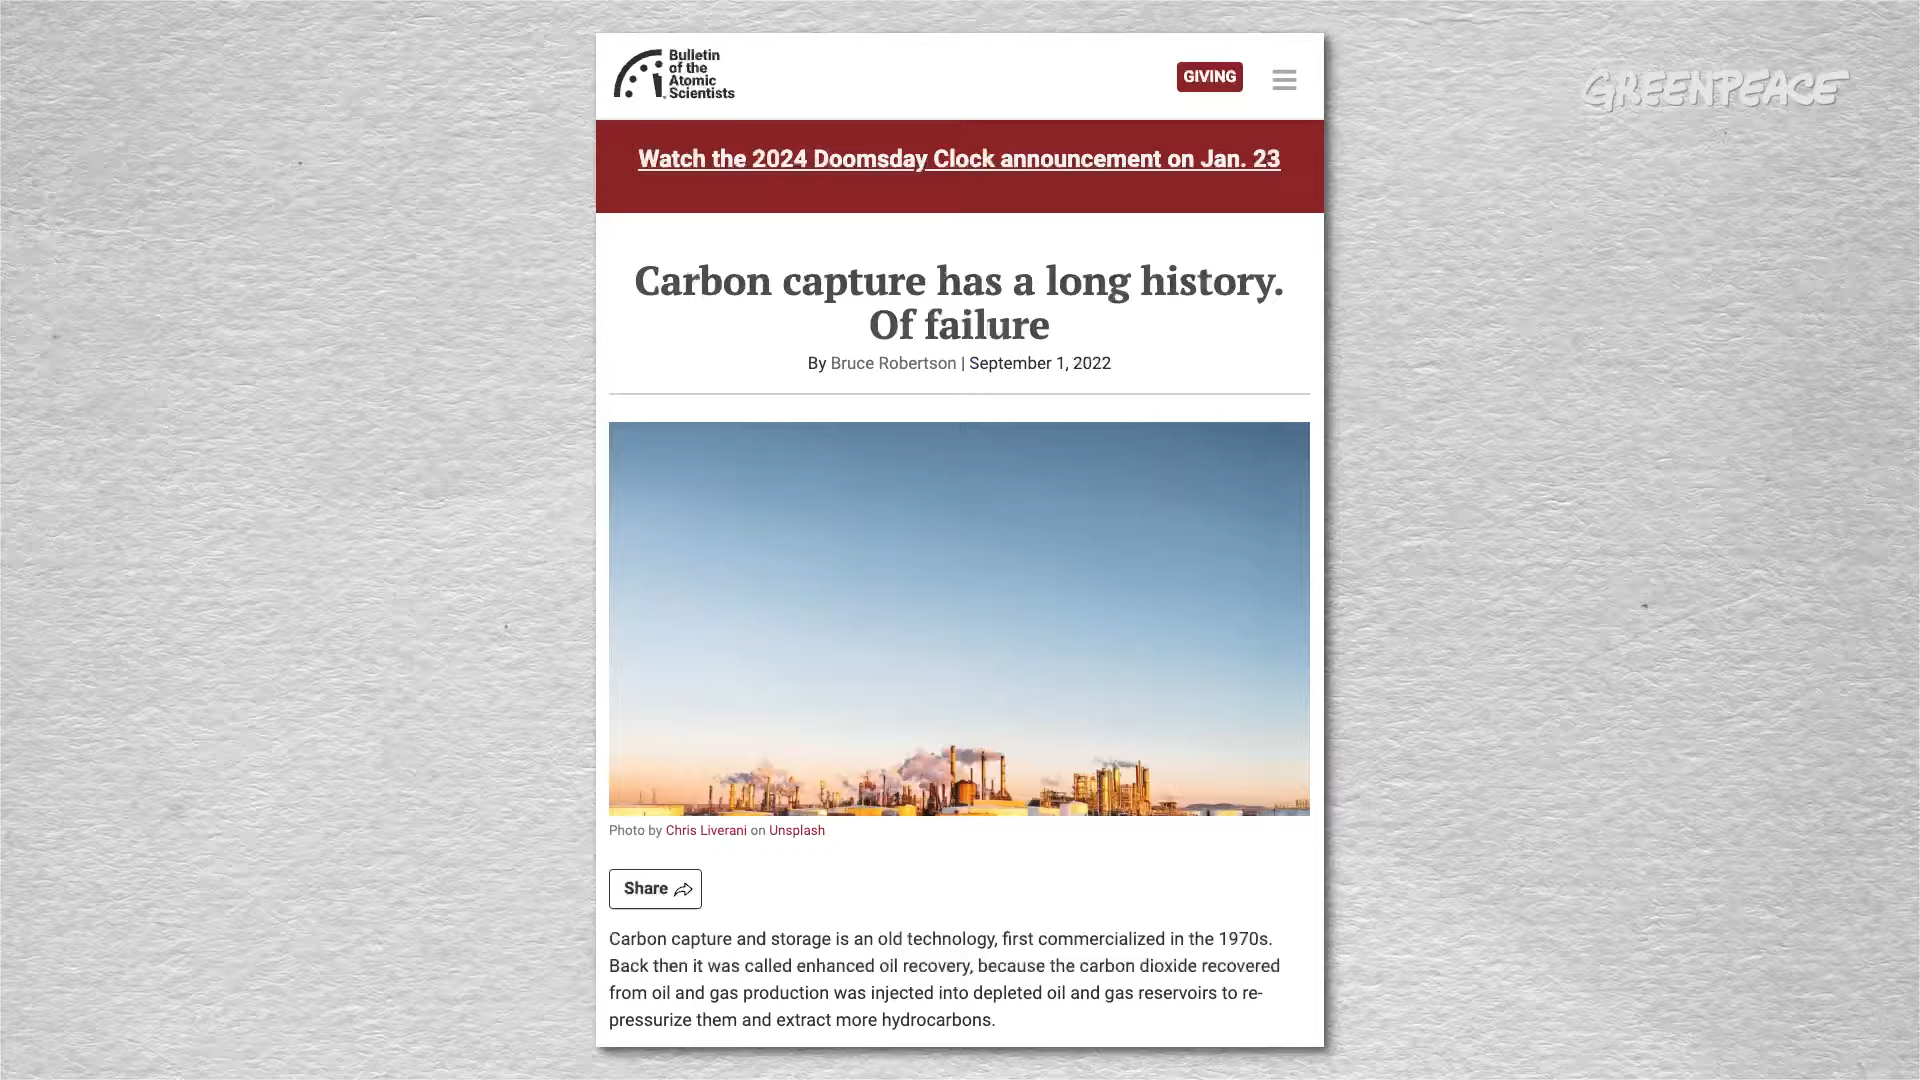 Bulletin
of the
Atomic
Scientists
GIVING
GREENPEACE
Watch the 2024 Doomsday Clock announcement on Jan. 23
Carbon capture has a long history.
Of failure
By Bruce Robertson | September 1, 2022
Photo by Chris Liverani on Unsplash
Share
Carbon capture and storage is an old technology, first commercialized in the 1970s.
Back then it was called enhanced oil recovery, because the carbon dioxide recovered
from oil and gas production was injected into depleted oil and gas reservoirs to re-
pressurize them and extract more hydrocarbons.